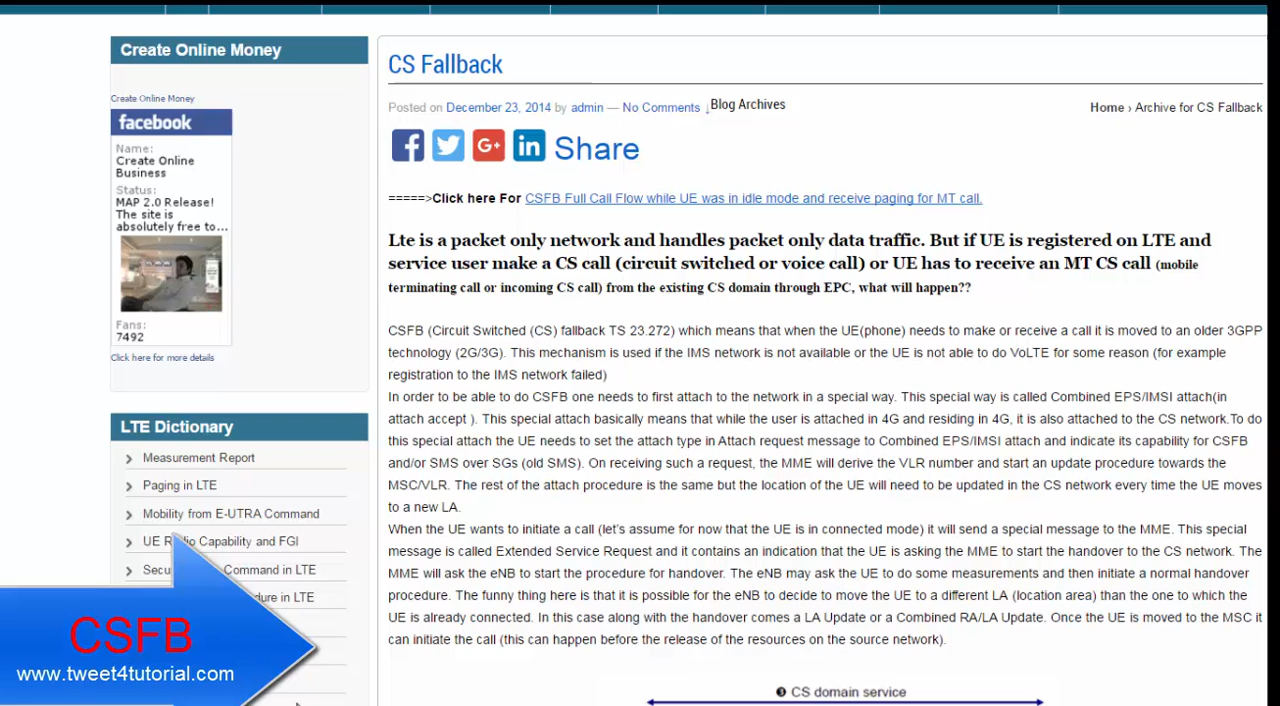 Create Online Money
Create Online Money
facebook
Name:
Create Online
Business
Status:
MAP 2.0 Release!
The site is
absolutely free to...
Fans:
7492
Click here for more details
LTE Dictionary
Measurement Report
Paging in LTE
Mobility from E-UTRA Command
UE Capability and FGI
Command in LTE
in LTE
CSFB
www.tweet4tutorial.com
CS Fallback
Posted on December 23, 2014 by admin — No Comments ↓ Blog Archives
Home › Archive for CS Fallback
Share
=====>Click here For CSFB Full Call Flow while UE was in idle mode and receive paging for MT call.
Lte is a packet only network and handles packet only data traffic. But if UE is registered on LTE and
service user make a CS call (circuit switched or voice call) or UE has to receive an MT CS call (mobile
terminating call or incoming CS call) from the existing CS domain through EPC, what will happen??
CSFB (Circuit Switched (CS) fallback TS 23.272) which means that when the UE(phone) needs to make or receive a call it is moved to an older 3GPP
technology (2G/3G). This mechanism is used if the IMS network is not available or the UE is not able to do VoLTE for some reason (for example
registration to the IMS network failed)
In order to be able to do CSFB one needs to first attach to the network in a special way. This special way is called Combined EPS/IMSI attach(in
attach accept ). This special attach basically means that while the user is attached in 4G and residing in 4G, it is also attached to the CS network.To do
this special attach the UE needs to set the attach type in Attach request message to Combined EPS/IMSI attach and indicate its capability for CSFB
and/or SMS over SGs (old SMS). On receiving such a request, the MME will derive the VLR number and start an update procedure towards the
MSC/VLR. The rest of the attach procedure is the same but the location of the UE will need to be updated in the CS network every time the UE moves
to a new LA.
When the UE wants to initiate a call (let's assume for now that the UE is in connected mode) it will send a special message to the MME. This special
message is called Extended Service Request and it contains an indication that the UE is asking the MME to start the handover to the CS network. The
MME will ask the eNB to start the procedure for handover. The eNB may ask the UE to do some measurements and then initiate a normal handover
procedure. The funny thing here is that it is possible for the eNB to decide to move the UE to a different LA (location area) than the one to which the
UE is already connected. In this case along with the handover comes a LA Update or a Combined RA/LA Update. Once the UE is moved to the MSC it
can initiate the call (this can happen before the release of the resources on the source network).
❸ CS domain service